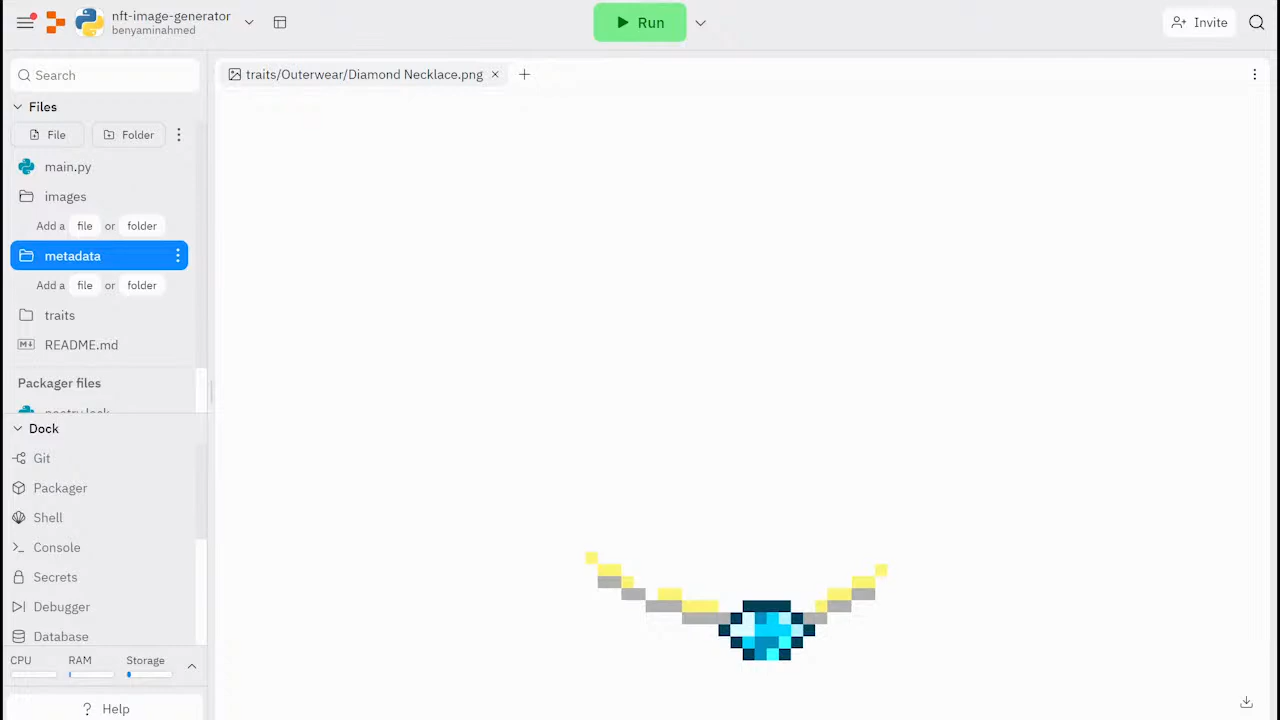 nft-image-generator
benyaminahmed
Run
Invite
Search
traits/Outerwear/Diamond Necklace.png
Files
File
Folder
main.py
images
Add a file or folder
metadata
Add a file or folder
traits
README.md
Packager files
poetry.lock
Dock
Git
Packager
Shell
Console
Secrets
Debugger
Database
CPU RAM Storage
? Help